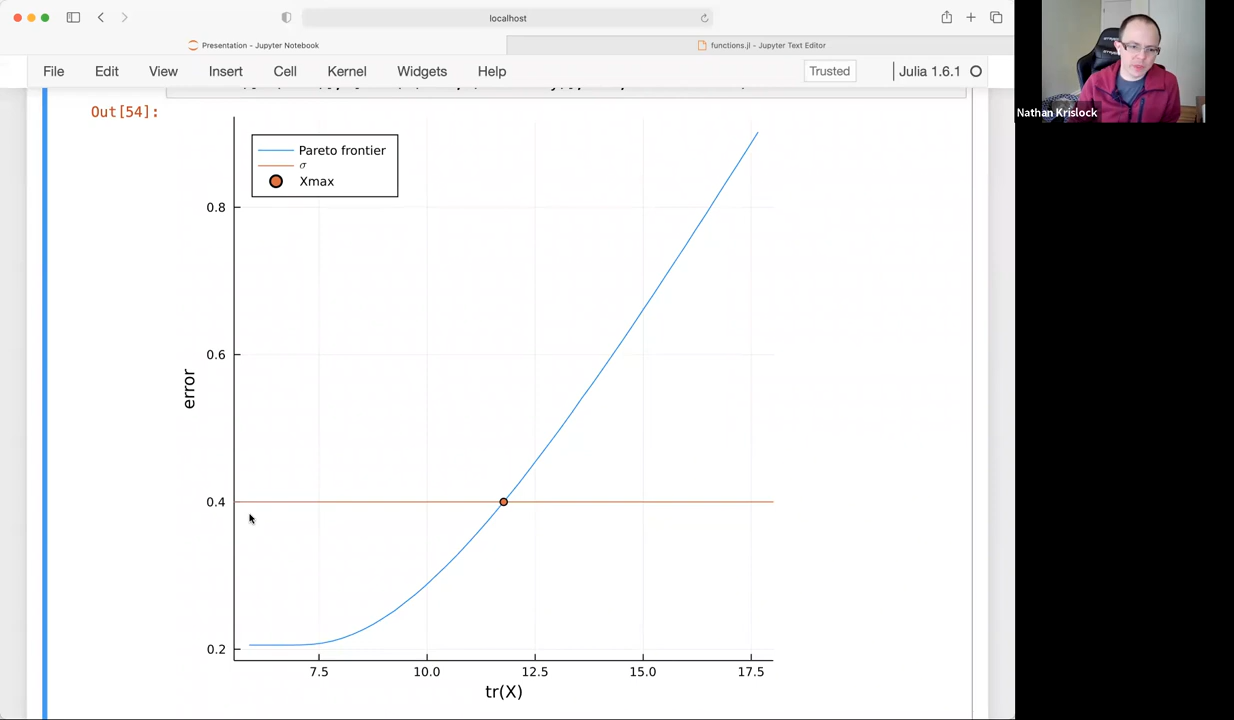 localhost
Presentation - Jupyter Notebook
functions.jl - Jupyter Text Editor
File Edit View Insert Cell Kernel Widgets Help
Trusted
Julia 1.6.1
Nathan Krislock
Out[54]:
Pareto frontier
σ
Xmax
0.8
0.6
error
0.4
0.2
7.5 10.0 12.5 15.0 17.5
tr(X)